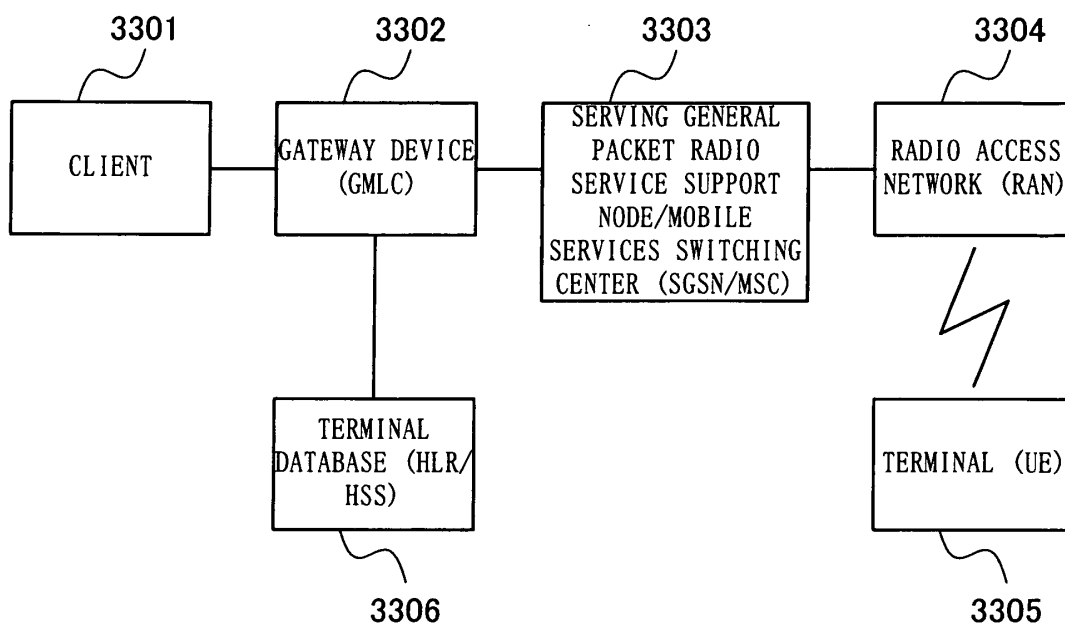 3301
3302
3303
3304
CLIENT
GATEWAY DEVICE
(GMLC)
SERVING GENERAL
PACKET RADIO
SERVICE SUPPORT
NODE/MOBILE
SERVICES SWITCHING
CENTER (SGSN/MSC)
RADIO ACCESS
NETWORK (RAN)
TERMINAL
DATABASE (HLR/
HSS)
TERMINAL (UE)
3306
3305